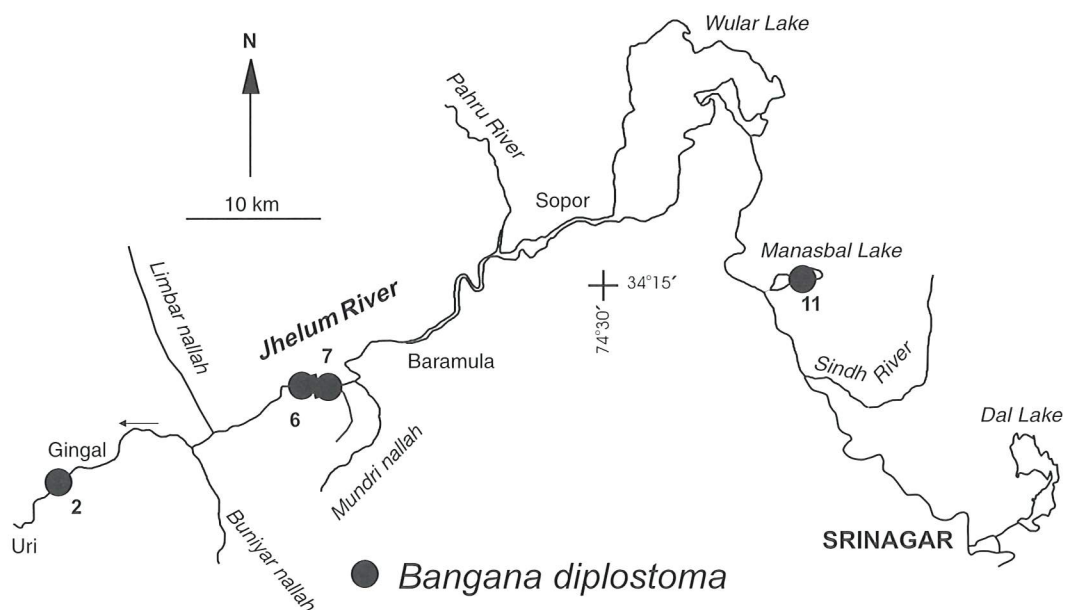 Wular Lake
N
Pahru River
10 km
Sopor
Manasbal Lake
34°15′
74°30′
11
Limbar nallah
Jhelum River
7
Baramula
6
Sindh River
Dal Lake
Gingal
2
Mundri nallah
Uri
Buniyar nallah
SRINAGAR
Bangana diplostoma